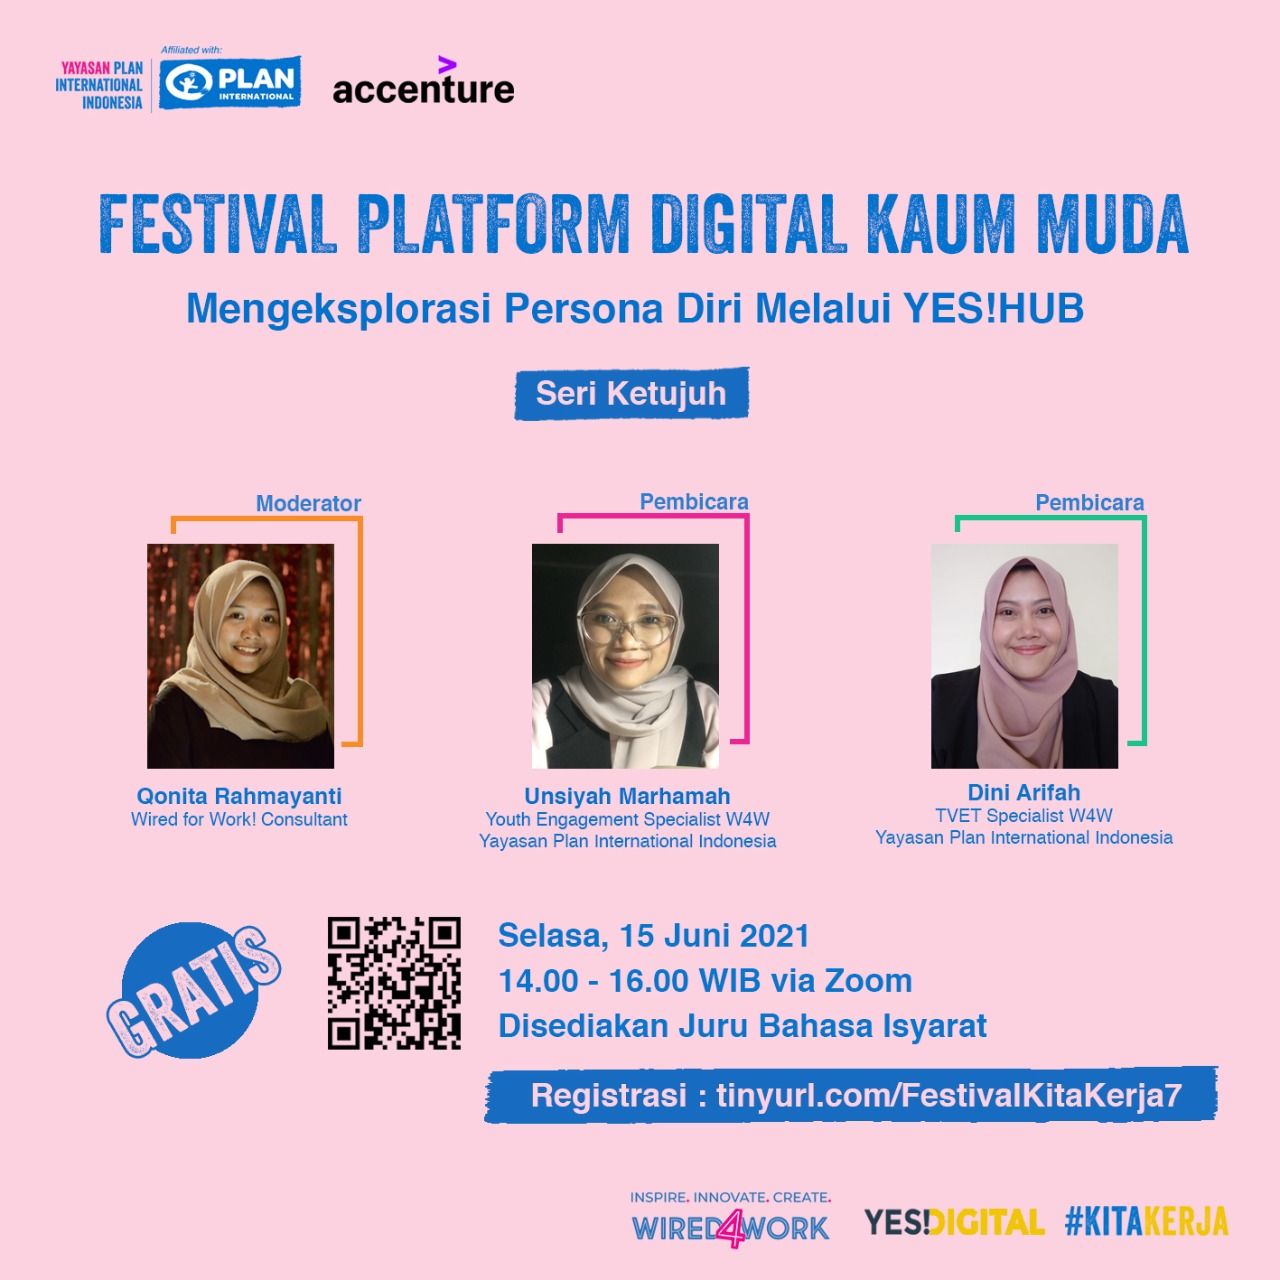 Affiliated with:
YAYASAN PLAN
INTERNATIONAL
INDONESIA
PLAN
INTERNATIONAL
accenture
FESTIVAL PLATFORM DIGITAL KAUM MUDA
Mengeksplorasi Persona Diri Melalui YES!HUB
Seri Ketujuh
Moderator
Qonita Rahmayanti
Wired for Work! Consultant
Pembicara
Unsiyah Marhamah
Youth Engagement Specialist W4W
Yayasan Plan International Indonesia
Pembicara
Dini Arifah
TVET Specialist W4W
Yayasan Plan International Indonesia
GRATIS
Selasa, 15 Juni 2021
14.00 - 16.00 WIB via Zoom
Disediakan Juru Bahasa Isyarat
Registrasi : tinyurl.com/FestivalKitaKerja7
INSPIRE. INNOVATE. CREATE.
WIRED4WORK
YES!DIGITAL
#KITAKERJA